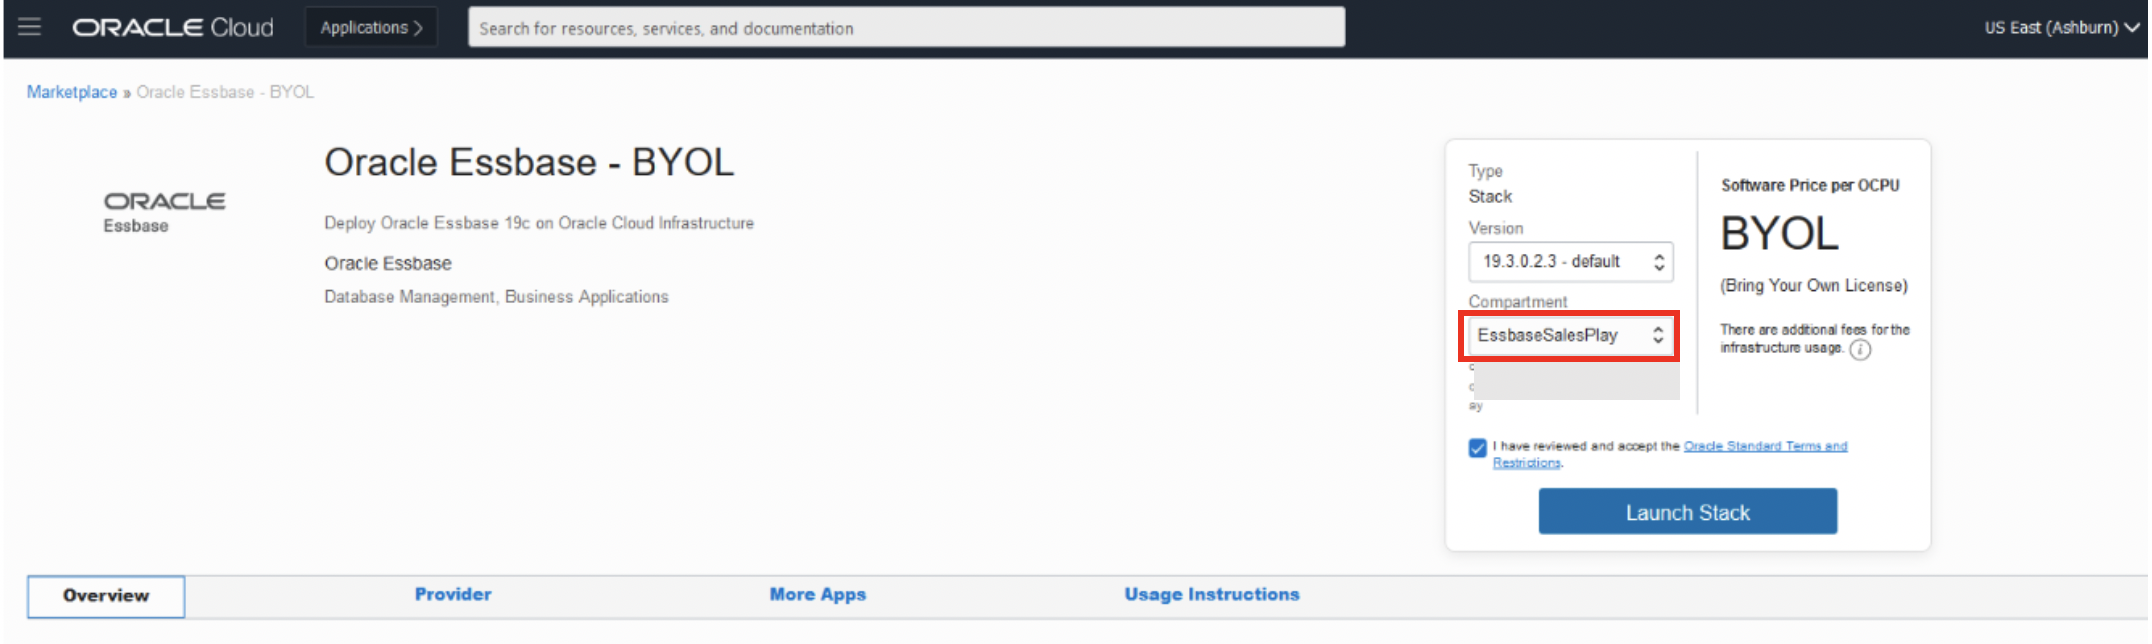 ORACLE Cloud
Applications
Search for resources, services, and documentation
US East (Ashburn)
Marketplace » Oracle Essbase - BYOL
ORACLE
Essbase
Oracle Essbase - BYOL
Deploy Oracle Essbase 19c on Oracle Cloud Infrastructure
Oracle Essbase
Database Management, Business Applications
Type
Stack
Version
19.3.0.2.3 - default
Compartment
EssbaseSalesPlay
ay
Software Price per OCPU
BYOL
(Bring Your Own License)
There are additional fees for the
infrastructure usage.
I have reviewed and accept the Oracle Standard Terms and
Restrictions.
Launch Stack
Overview
Provider
More Apps
Usage Instructions